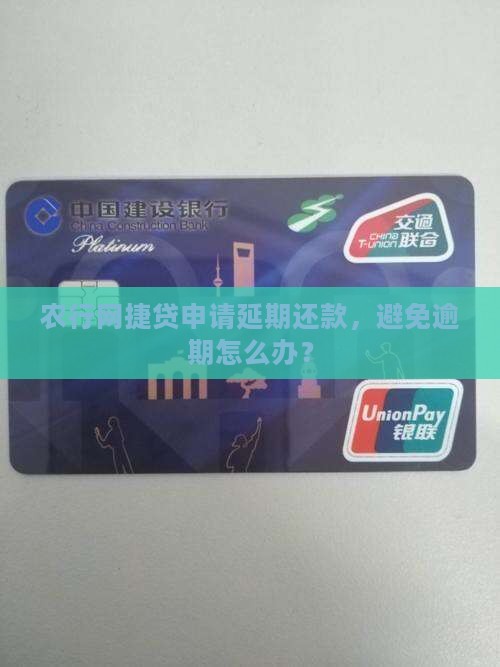 中国建设银行
China Construction Bank
Platinum
交通
CHINA
T-UNION 联合
农行网捷贷申请延期还款，避免逾
期怎么办？
UnionPay
银联